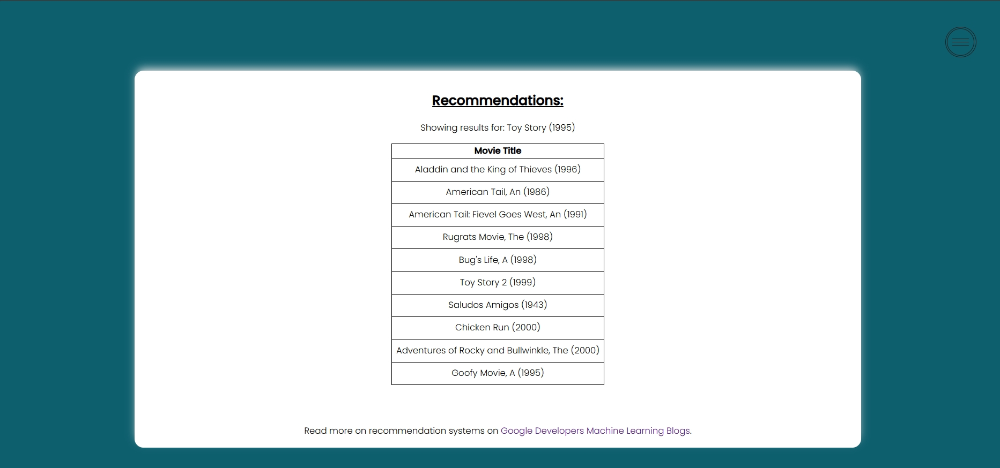 Recommendations:
Showing results for: Toy Story (1995)
Movie Title
Aladdin and the King of Thieves (1996)
American Tail, An (1986)
American Tail: Fievel Goes West, An (1991)
Rugrats Movie, The (1998)
Bug's Life, A (1998)
Toy Story 2 (1999)
Saludos Amigos (1943)
Chicken Run (2000)
Adventures of Rocky and Bullwinkle, The (2000)
Goofy Movie, A (1995)
Read more on recommendation systems on Google Developers Machine Learning Blogs.